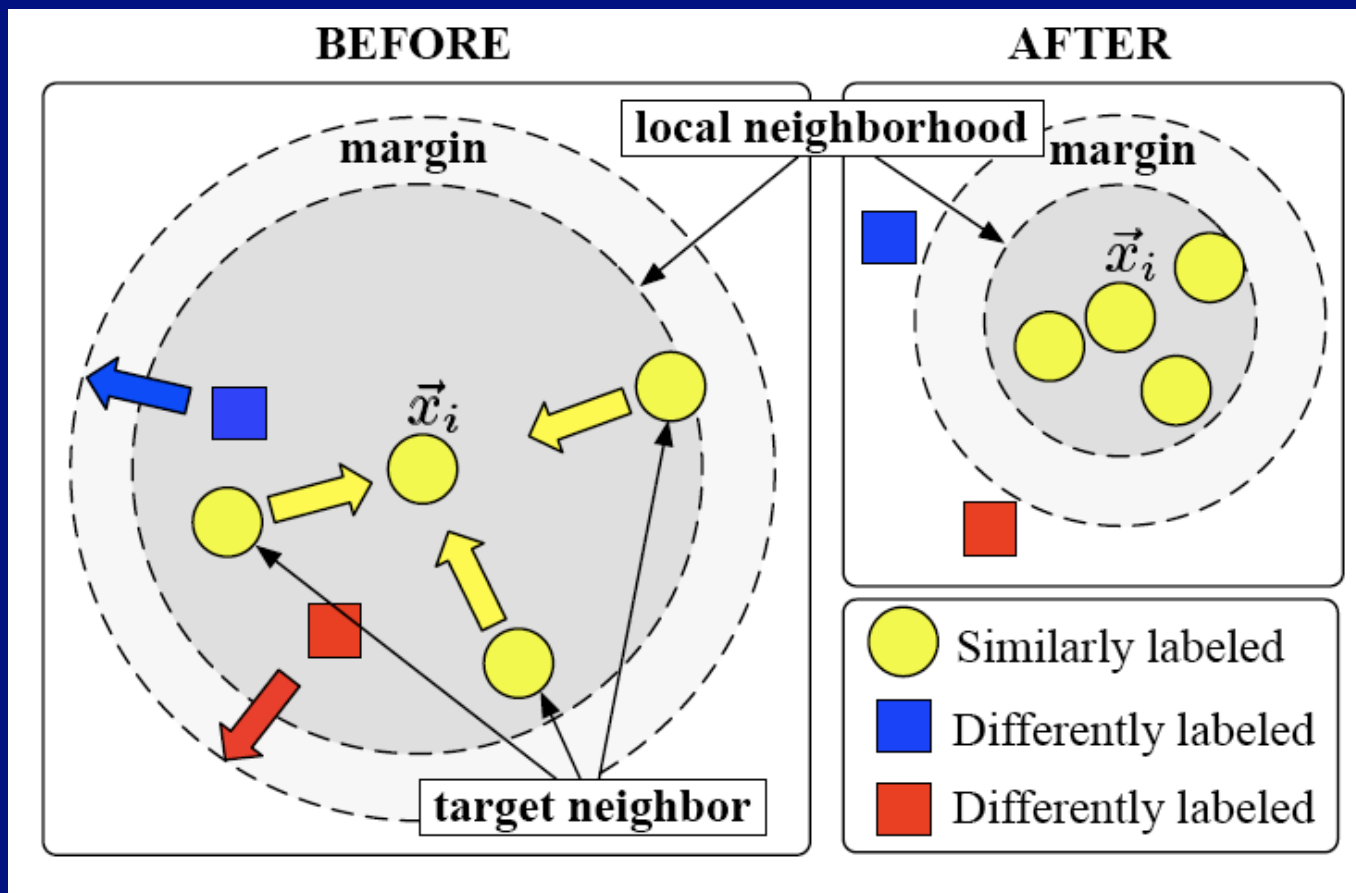 BEFORE
AFTER
local neighborhood
margin
margin
x⃗ᵢ
x⃗ᵢ
target neighbor
Similarly labeled
Differently labeled
Differently labeled